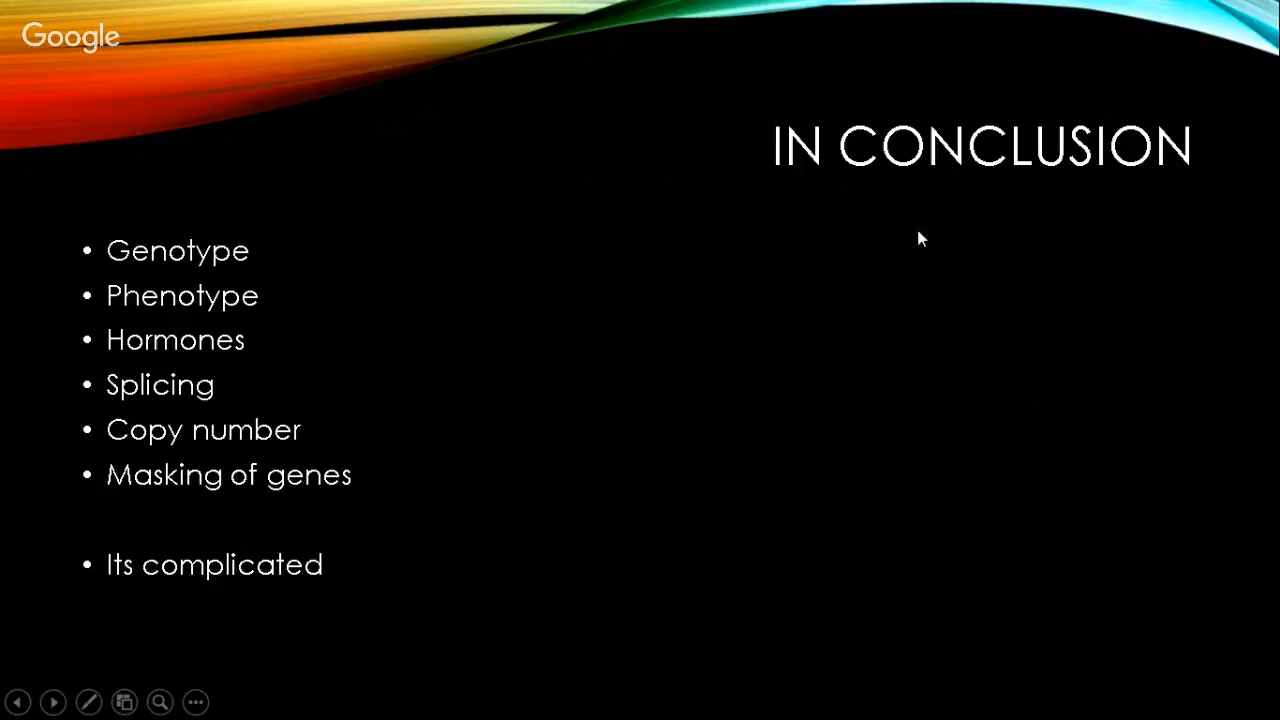 Google
IN CONCLUSION
• Genotype
• Phenotype
• Hormones
• Splicing
• Copy number
• Masking of genes
• Its complicated